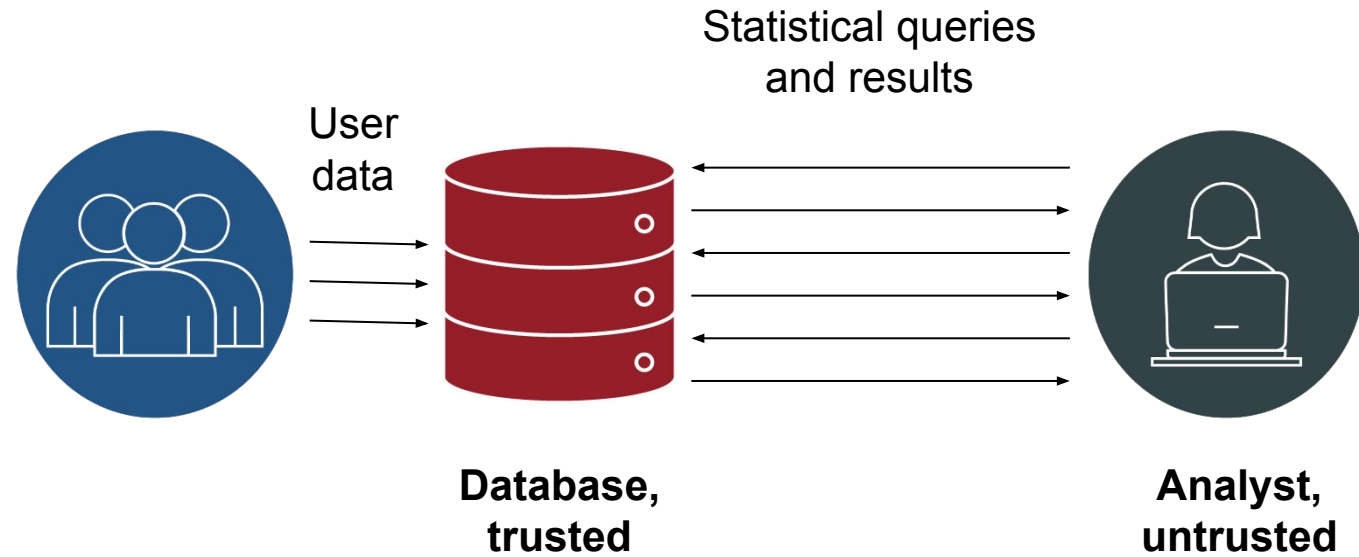 Statistical queries
and results
User
data
Database,
trusted
Analyst,
untrusted